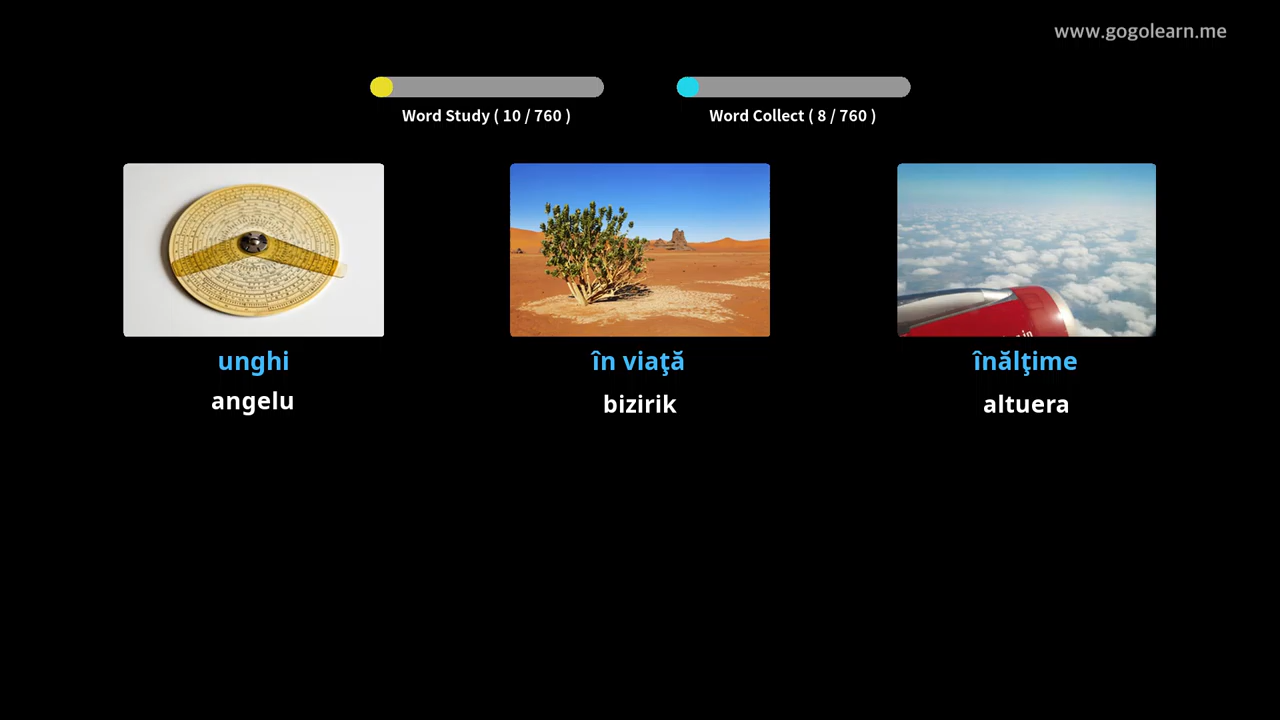 www.gogolearn.me
Word Study ( 10 / 760 )
Word Collect ( 8 / 760 )
unghi
în viaţă
înălţime
angelu
bizirik
altuera